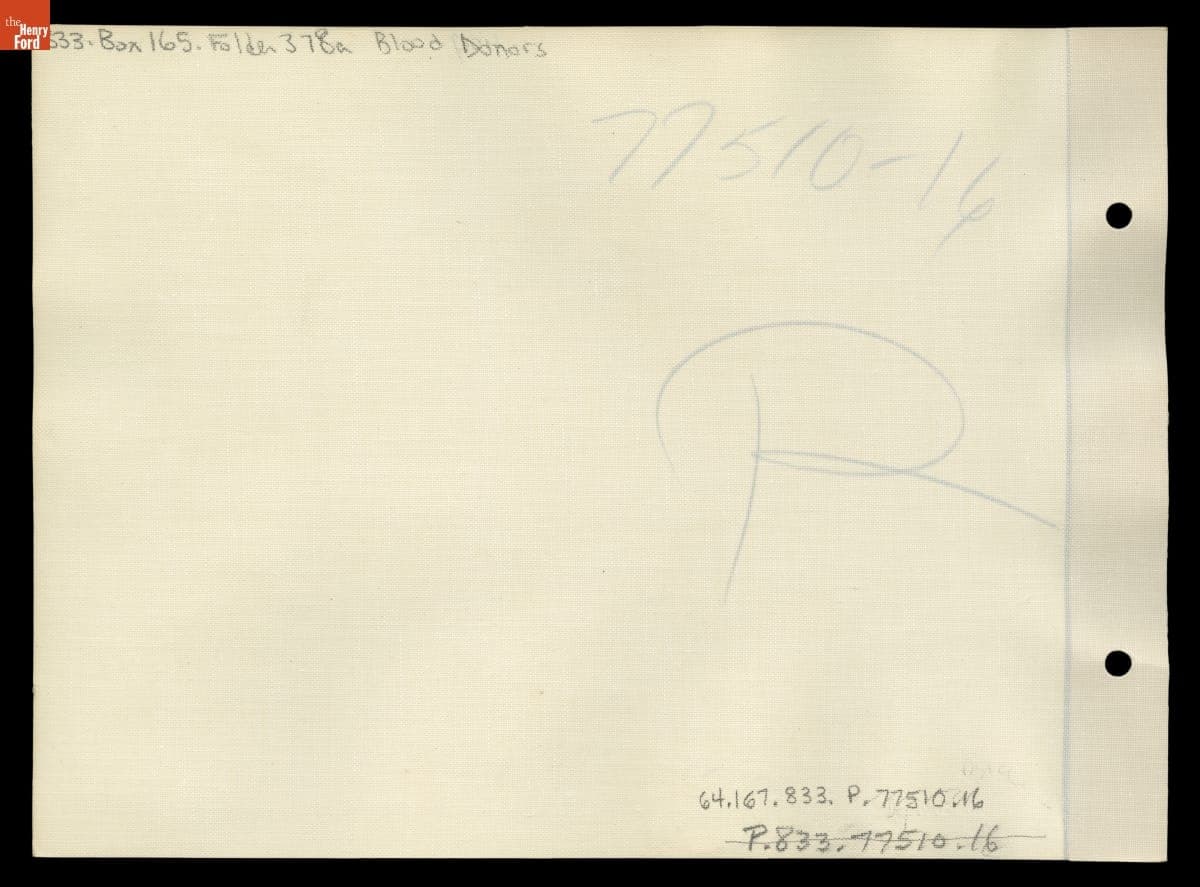 the
Henry
Ford
833. Box 165. Folder 378a Blood Donors
77510-16
R
64.167.833. P. 77510.16
P.833.77510.16